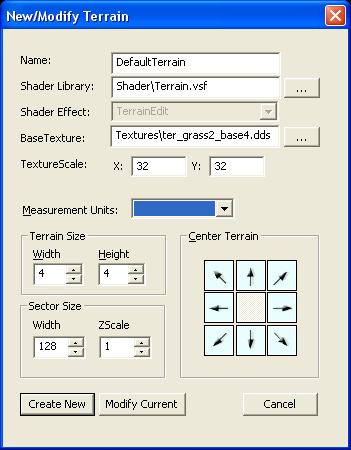 New/Modify Terrain
Name: DefaultTerrain
Shader Library: Shader\Terrain.vsf ...
Shader Effect: TerrainEdit
BaseTexture: Textures\ter_grass2_base4.dds ...
TextureScale: X: 32 Y: 32
Measurement Units:
Terrain Size
Width Height
4 4
Center Terrain
Sector Size
Width ZScale
128 1
Create New Modify Current Cancel